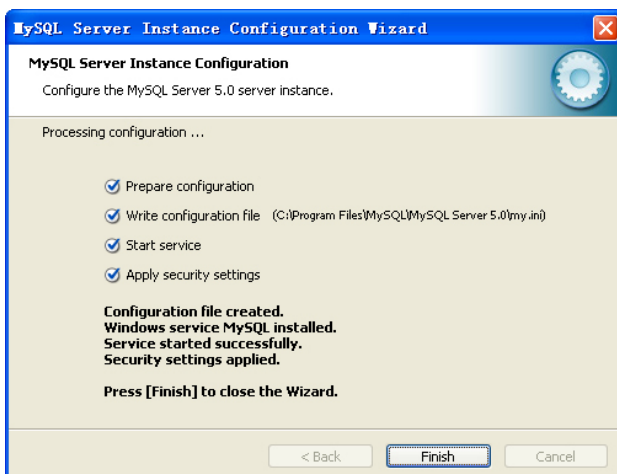 MySQL Server Instance Configuration Wizard
MySQL Server Instance Configuration
Configure the MySQL Server 5.0 server instance.
Processing configuration ...
Prepare configuration
Write configuration file (C:\Program Files\MySQL\MySQL Server 5.0\my.ini)
Start service
Apply security settings
Configuration file created.
Windows service MySQL installed.
Service started successfully.
Security settings applied.
Press [Finish] to close the Wizard.
< Back Finish Cancel